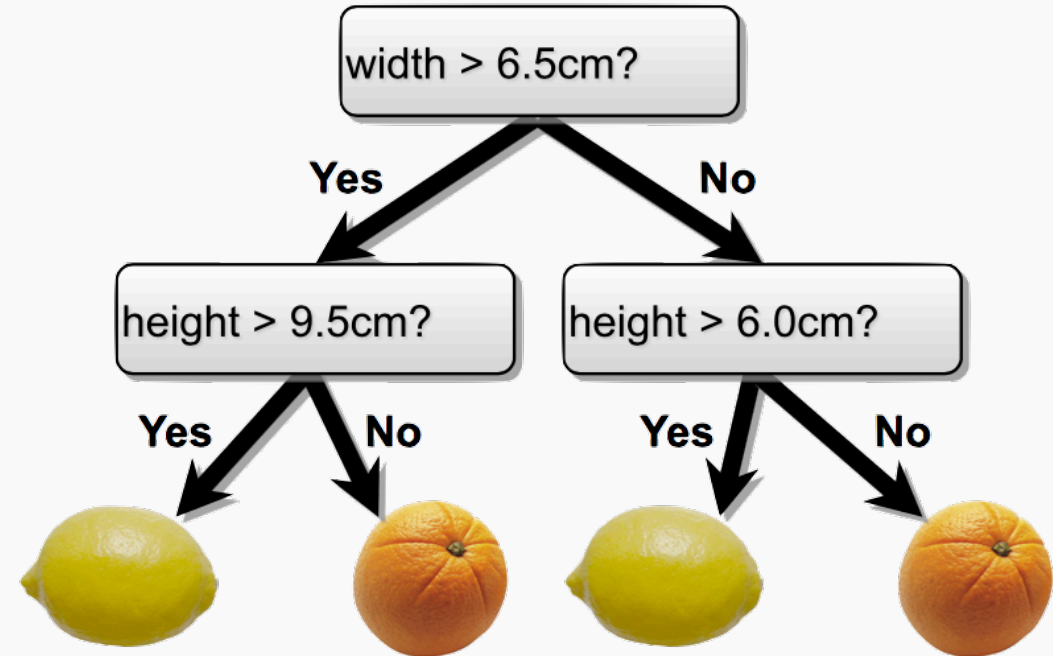 width > 6.5cm?
Yes
No
height > 9.5cm?
height > 6.0cm?
Yes
No
Yes
No